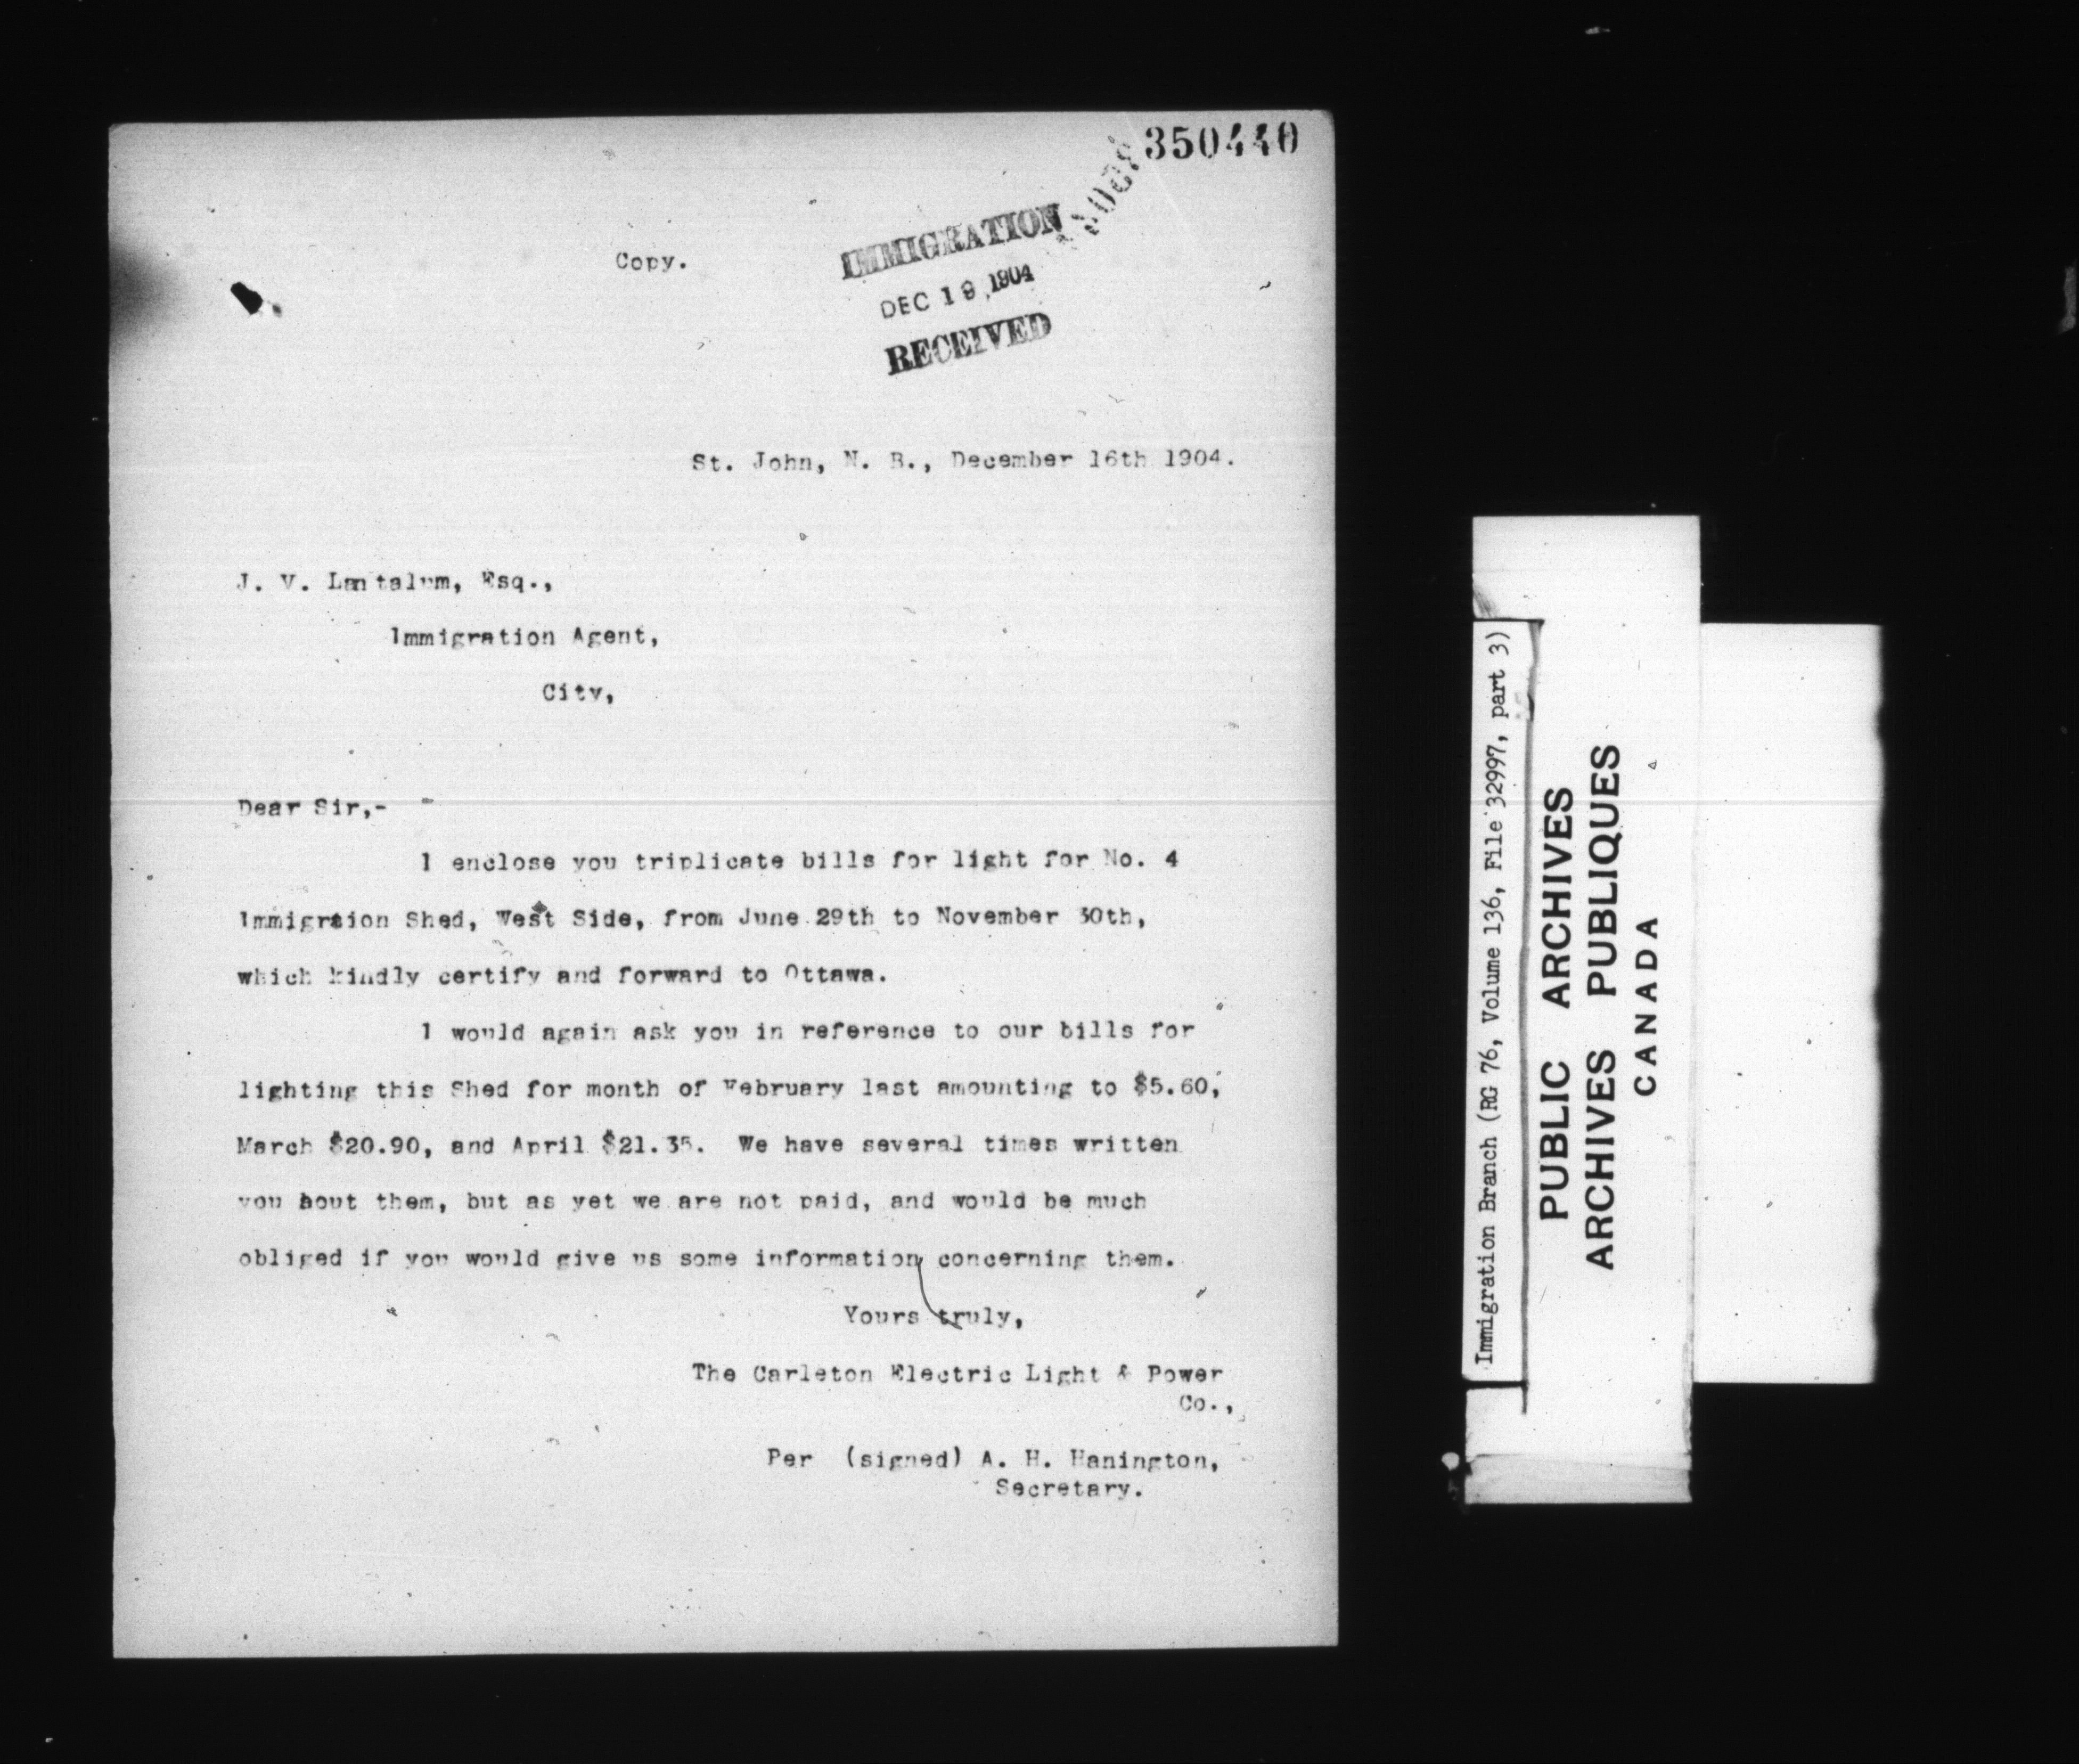 350440
Copy.
IMMIGRATION
DEC 19 1904
RECEIVED
St. John, N. B., December 16th 1904.
J. V. Lantalum, Esq.,
Immigration Agent,
City,
Dear Sir,-
I enclose you triplicate bills for light for No. 4
Immigraion Shed, West Side, from June 29th to November 30th,
which kindly certify and forward to Ottawa.
I would again ask you in reference to our bills for
lighting this Shed for month of February last amounting to $5.60,
March $20.90, and April $21.35. We have several times written
you aout them, but as yet we are not paid, and would be much
obliged if you would give us some information concerning them.
Yours truly,
The Carleton Electric Light & Power
Co.,
Per (signed) A. H. Hanington,
Secretary.
Immigration Branch (RG 76, Volume 136, File 32997, part 3)
PUBLIC ARCHIVES
ARCHIVES PUBLIQUES
CANADA